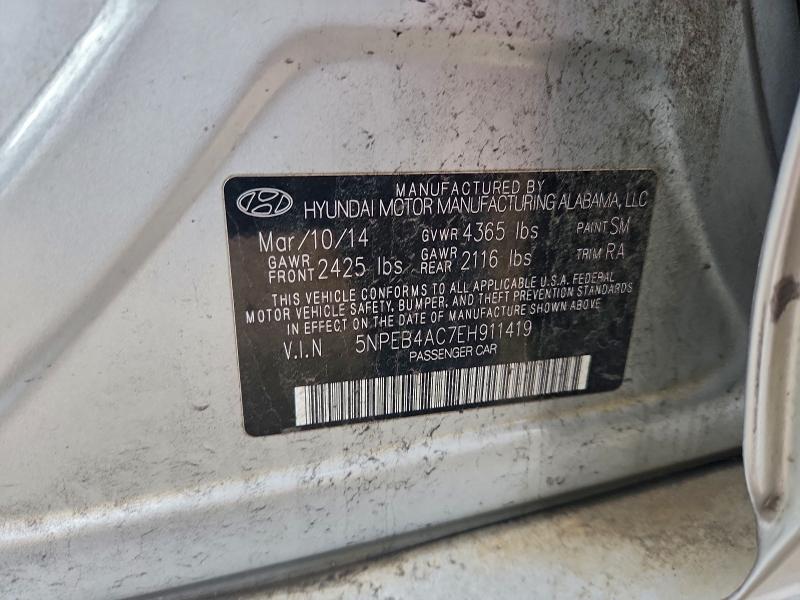 MANUFACTURED BY
HYUNDAI MOTOR MANUFACTURING ALABAMA, LLC
Mar/10/14 GVWR 4365 lbs PAINT SM
GAWR FRONT 2425 lbs GAWR REAR 2116 lbs TRIM RA
THIS VEHICLE CONFORMS TO ALL APPLICABLE U.S.A. FEDERAL
MOTOR VEHICLE SAFETY, BUMPER, AND THEFT PREVENTION STANDARDS
IN EFFECT ON THE DATE OF MANUFACTURE SHOWN ABOVE
V.I.N 5NPEB4AC7EH911419
PASSENGER CAR